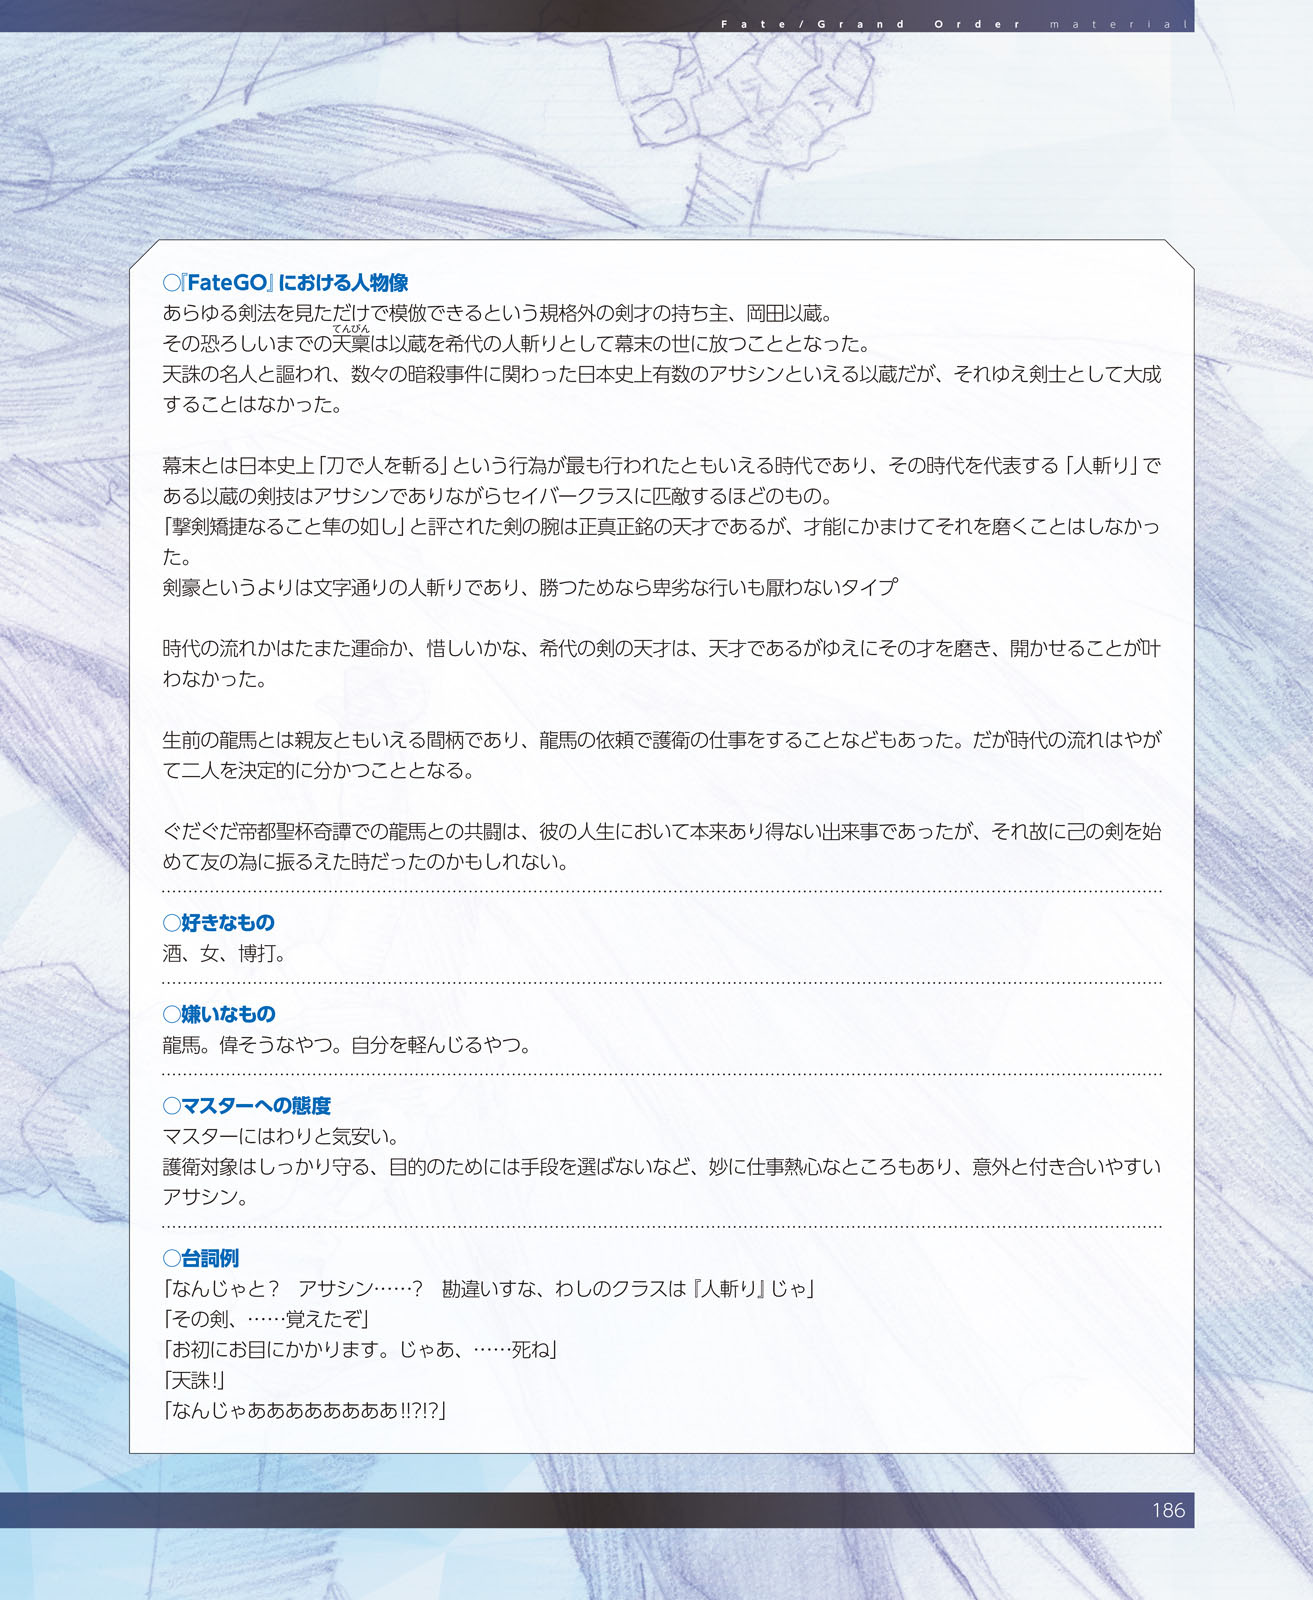 Fate/Grand Order material
○『FateGO』における人物像
あらゆる剣法を見ただけで模倣できるという規格外の剣才の持ち主、岡田以蔵。
てんぴん
その恐ろしいまでの天稟は以蔵を希代の人斬りとして幕末の世に放つこととなった。
天誅の名人と謳われ、数々の暗殺事件に関わった日本史上有数のアサシンといえる以蔵だが、それゆえ剣士として大成
することはなかった。
幕末とは日本史上「刀で人を斬る」という行為が最も行われたともいえる時代であり、その時代を代表する「人斬り」で
ある以蔵の剣技はアサシンでありながらセイバークラスに匹敵するほどのもの。
「撃剣矯捷なること隼の如し」と評された剣の腕は正真正銘の天才であるが、才能にかまけてそれを磨くことはしなかっ
た。
剣豪というよりは文字通りの人斬りであり、勝つためなら卑劣な行いも厭わないタイプ
時代の流れかはたまた運命か、惜しいかな、希代の剣の天才は、天才であるがゆえにその才を磨き、開かせることが叶
わなかった。
生前の龍馬とは親友ともいえる間柄であり、龍馬の依頼で護衛の仕事をすることなどもあった。だが時代の流れはやが
て二人を決定的に分かつこととなる。
ぐだぐだ帝都聖杯奇譚での龍馬との共闘は、彼の人生において本来あり得ない出来事であったが、それ故に己の剣を始
めて友の為に振るえた時だったのかもしれない。
○好きなもの
酒、女、博打。
○嫌いなもの
龍馬。偉そうなやつ。自分を軽んじるやつ。
○マスターへの態度
マスターにはわりと気安い。
護衛対象はしっかり守る、目的のためには手段を選ばないなど、妙に仕事熱心なところもあり、意外と付き合いやすい
アサシン。
○台詞例
「なんじゃと？　アサシン……？　勘違いすな、わしのクラスは『人斬り』じゃ」
「その剣、……覚えたぞ」
「お初にお目にかかります。じゃあ、……死ね」
「天誅！」
「なんじゃああああああああ!!?!?」
186